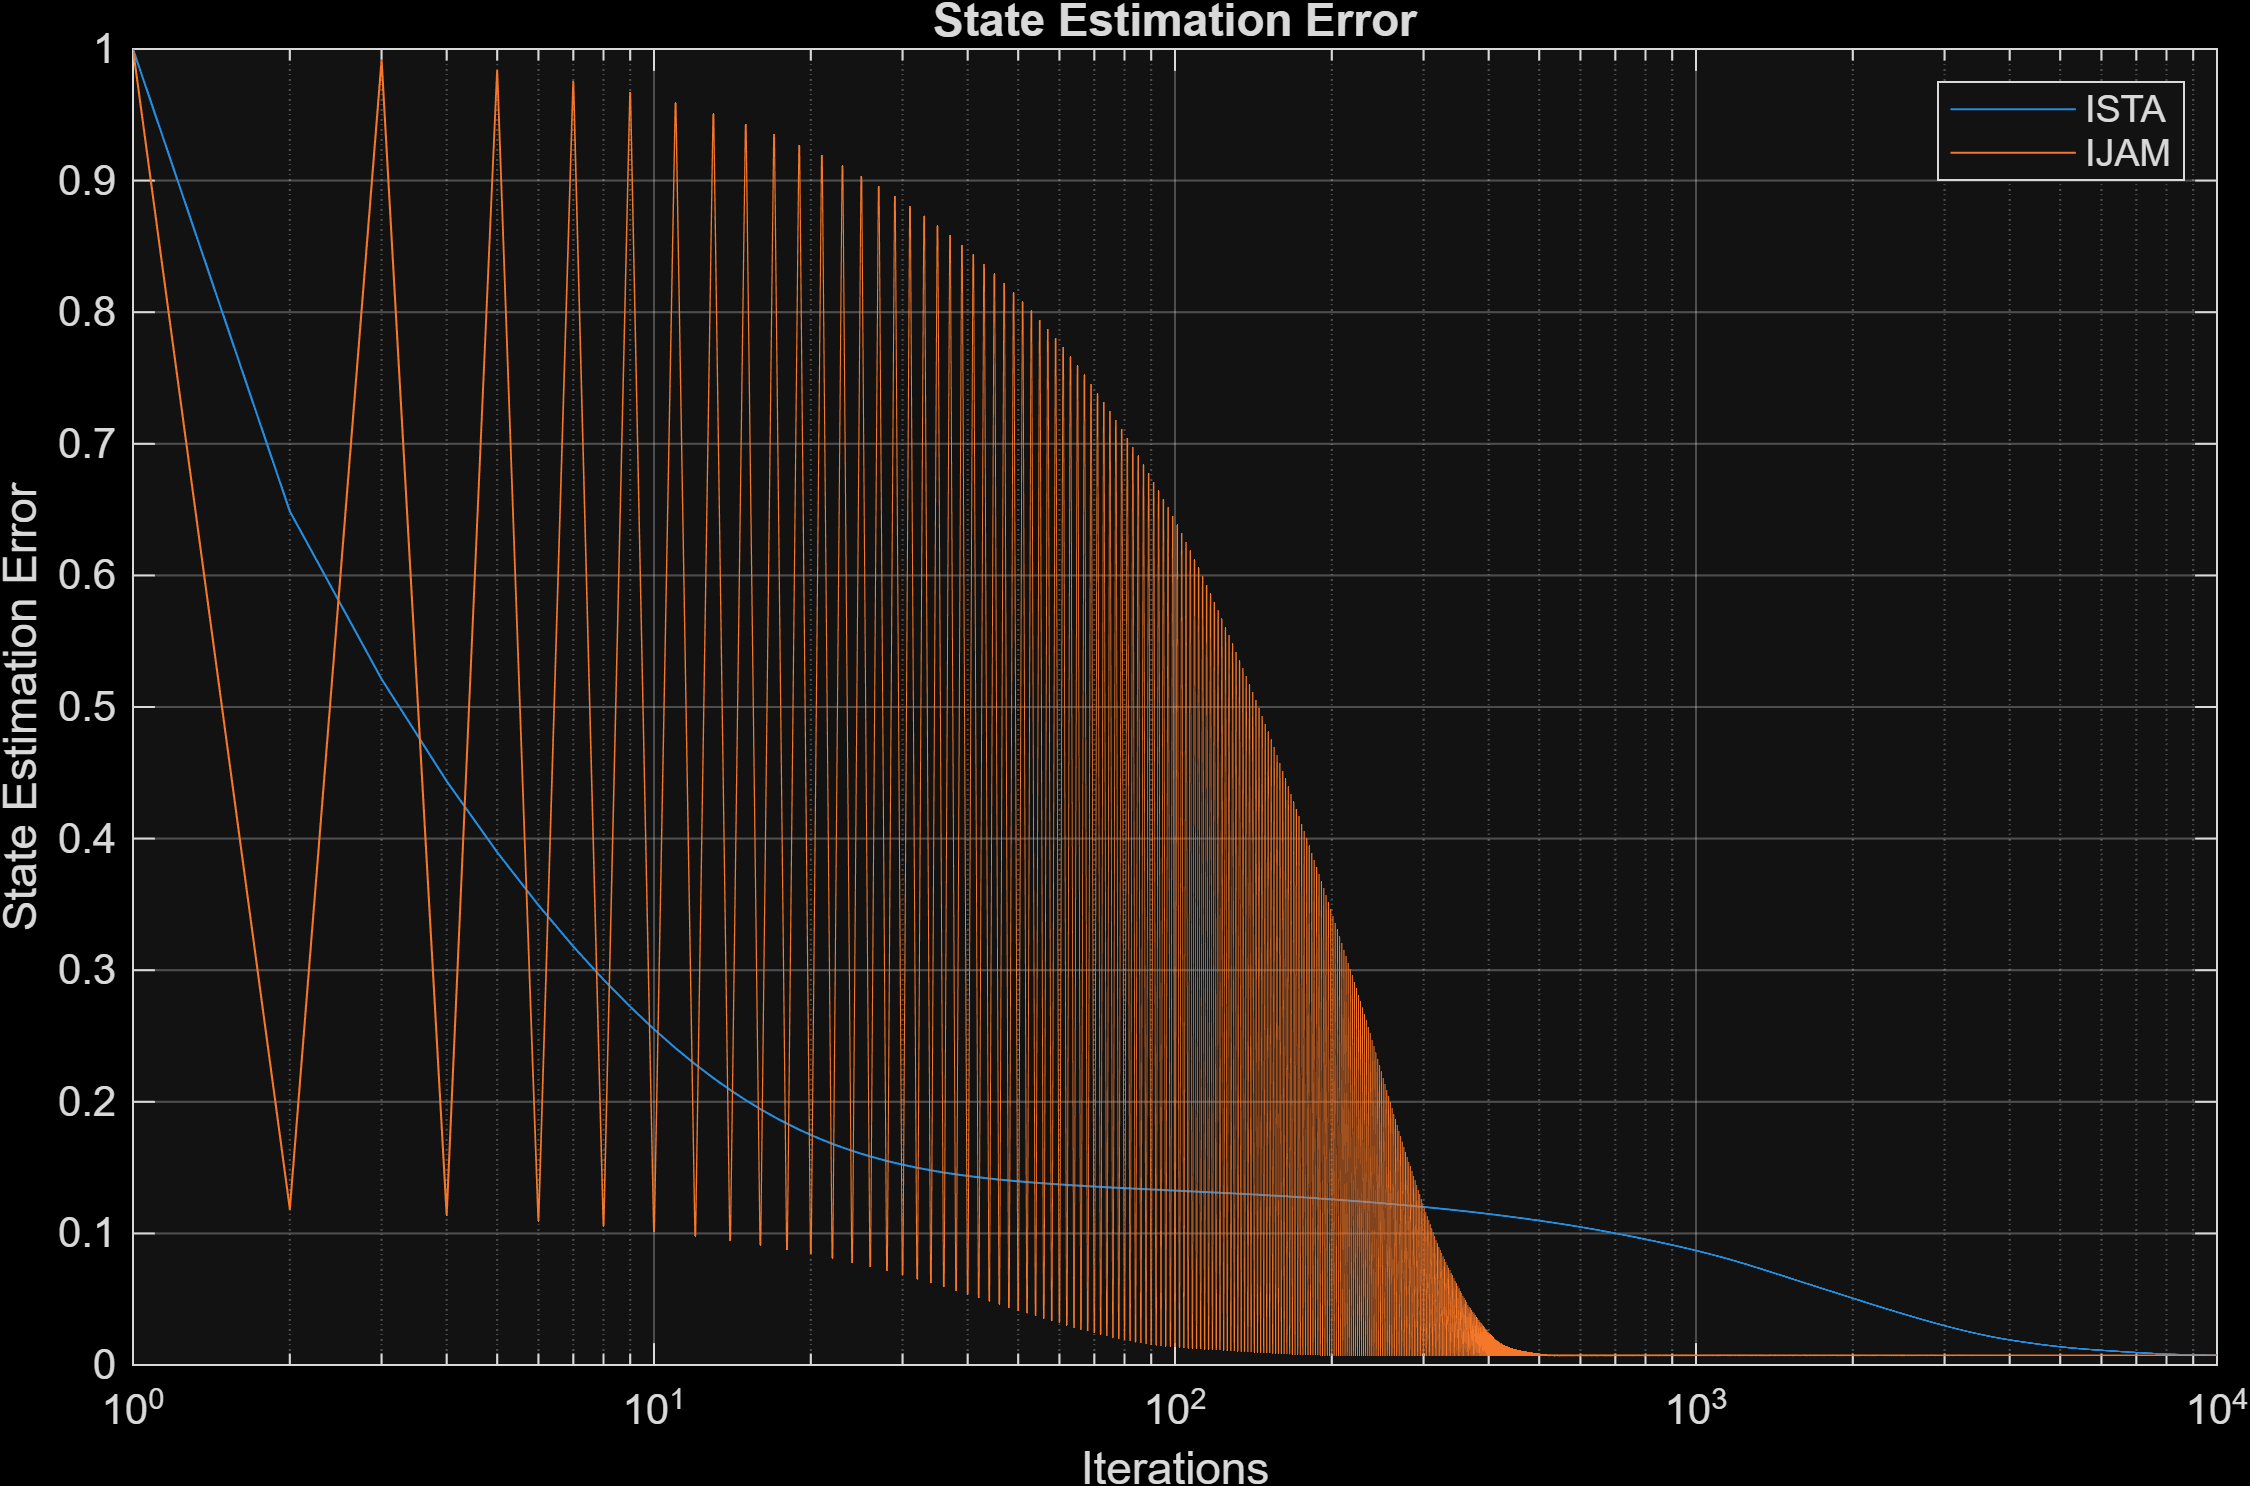 State Estimation Error
1
0.9
0.8
0.7
0.6
0.5
0.4
0.3
0.2
0.1
0
State Estimation Error
ISTA
IJAM
10⁰ 10¹ 10² 10³ 10⁴
Iterations